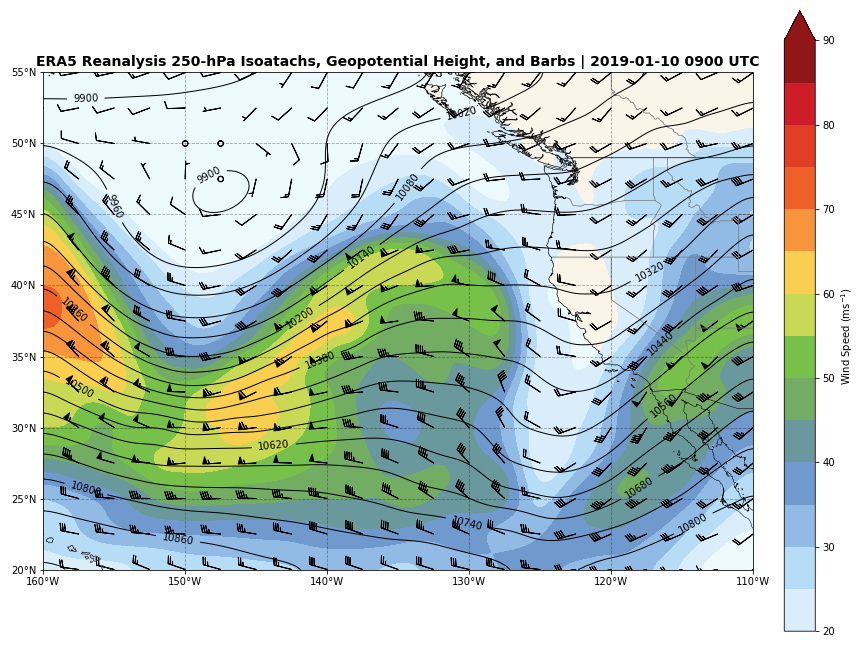 ERA5 Reanalysis 250-hPa Isoatachs, Geopotential Height, and Barbs | 2019-01-10 0900 UTC
55°N
50°N
45°N
40°N
35°N
30°N
25°N
20°N
160°W
150°W
140°W
130°W
120°W
110°W
9900
9900
9960
10020
10080
10140
10200
10260
10320
10380
10440
10500
10560
10620
10680
10740
10800
10800
10860
10860
90
80
70
60
50
40
30
20
Wind Speed (ms⁻¹)